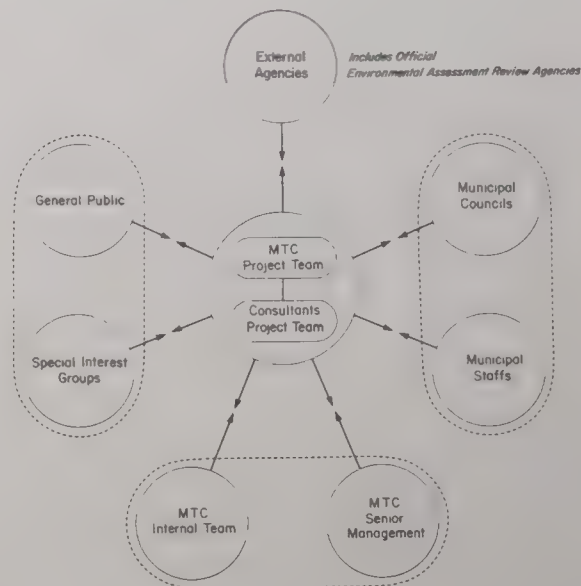 External
Agencies
Includes Official
Environmental Assessment Review Agencies
General Public
Municipal
Councils
MTC
Project Team
Consultants
Project Team
Special Interest
Groups
Municipal
Staffs
MTC
Internal Team
MTC
Senior
Management